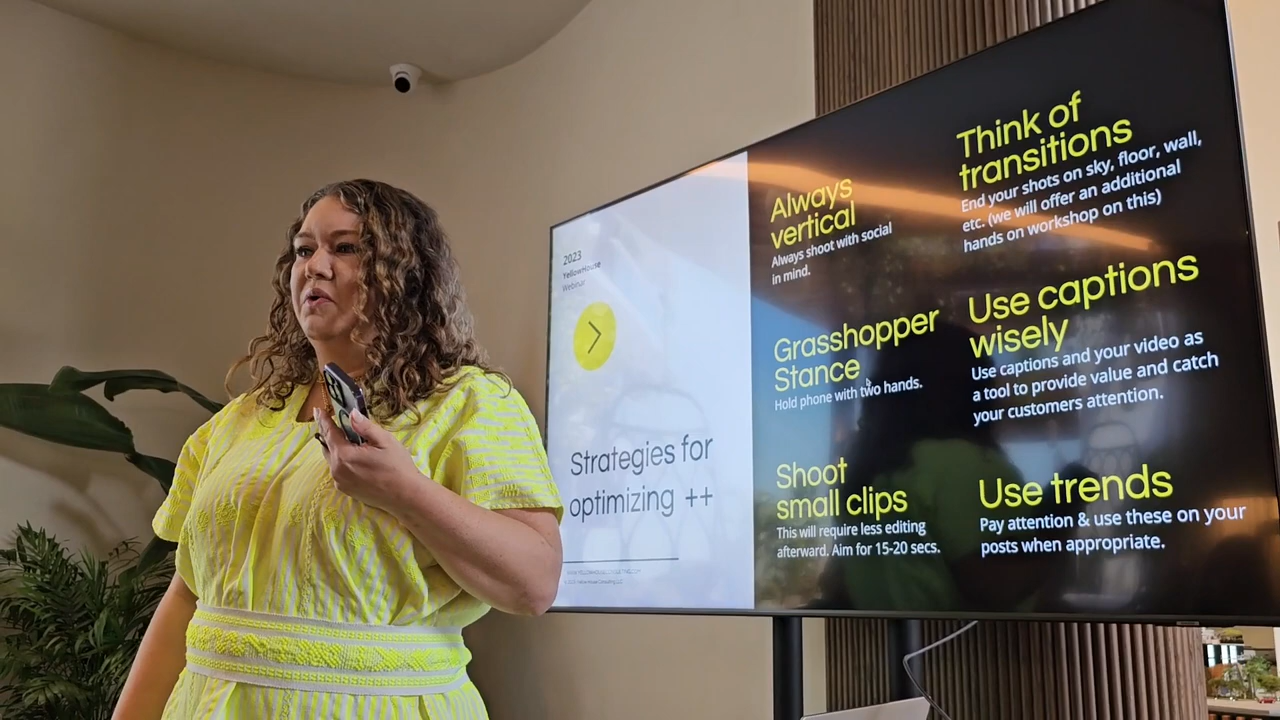 2023
YellowHouse
Webinar
Strategies for
optimizing ++
Always
vertical
Always shoot with social
in mind.
Grasshopper
Stance
Hold phone with two hands.
Shoot
small clips
This will require less editing
afterward. Aim for 15-20 secs.
Think of
transitions
End your shots on sky, floor, wall,
etc. (we will offer an additional
hands on workshop on this)
Use captions
wisely
Use captions and your video as
a tool to provide value and catch
your customers attention.
Use trends
Pay attention & use these on your
posts when appropriate.